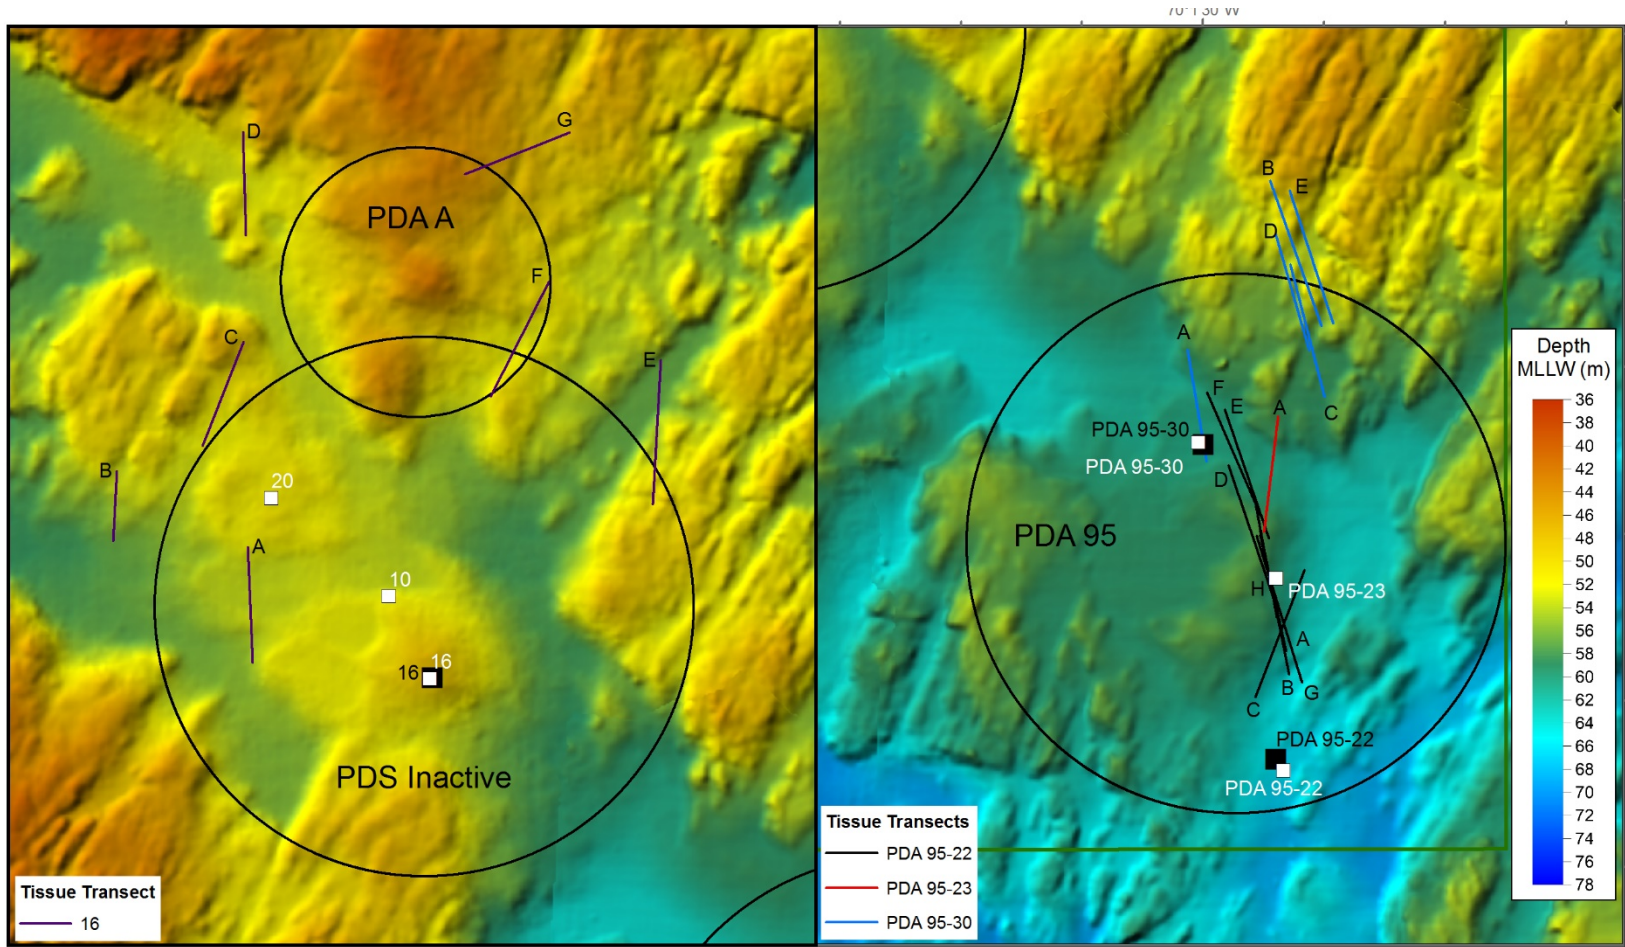 70°1'30"W
D
G
PDA A
F
C
E
B
20
A
10
16
16
PDS Inactive
Tissue Transect
16
B
E
D
A
F
E
A
C
PDA 95-30
PDA 95-30
D
PDA 95
H
PDA 95-23
A
B
G
C
PDA 95-22
PDA 95-22
Tissue Transects
PDA 95-22
PDA 95-23
PDA 95-30
Depth
MLLW (m)
36
38
40
42
44
46
48
50
52
54
56
58
60
62
64
66
68
70
72
74
76
78